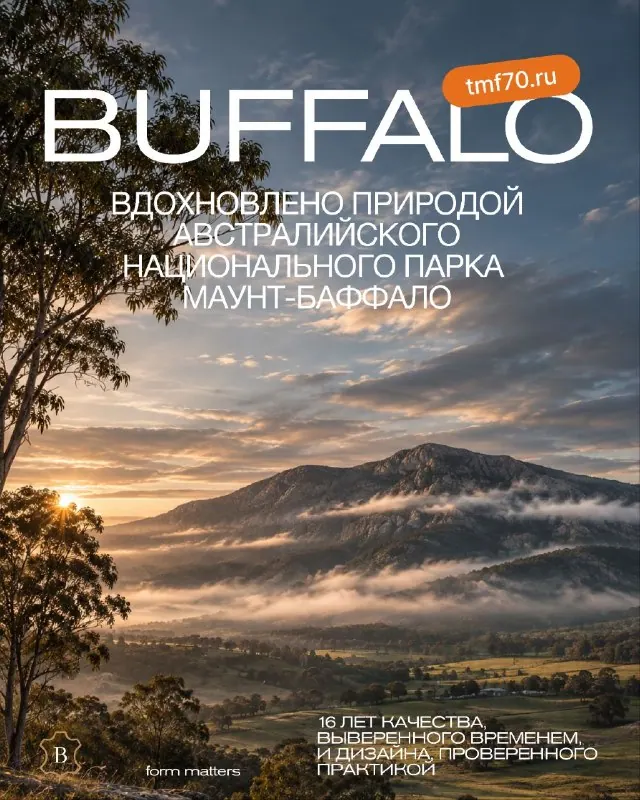 tmf70.ru
BUFFALO
ВДОХНОВЛЕНО ПРИРОДОЙ
АВСТРАЛИЙСКОГО
НАЦИОНАЛЬНОГО ПАРКА
МАУНТ-БАФФАЛО
16 ЛЕТ КАЧЕСТВА,
ВЫВЕРЕННОГО ВРЕМЕНЕМ,
И ДИЗАЙНА, ПРОВЕРЕННОГО
ПРАКТИКОЙ
B
form matters